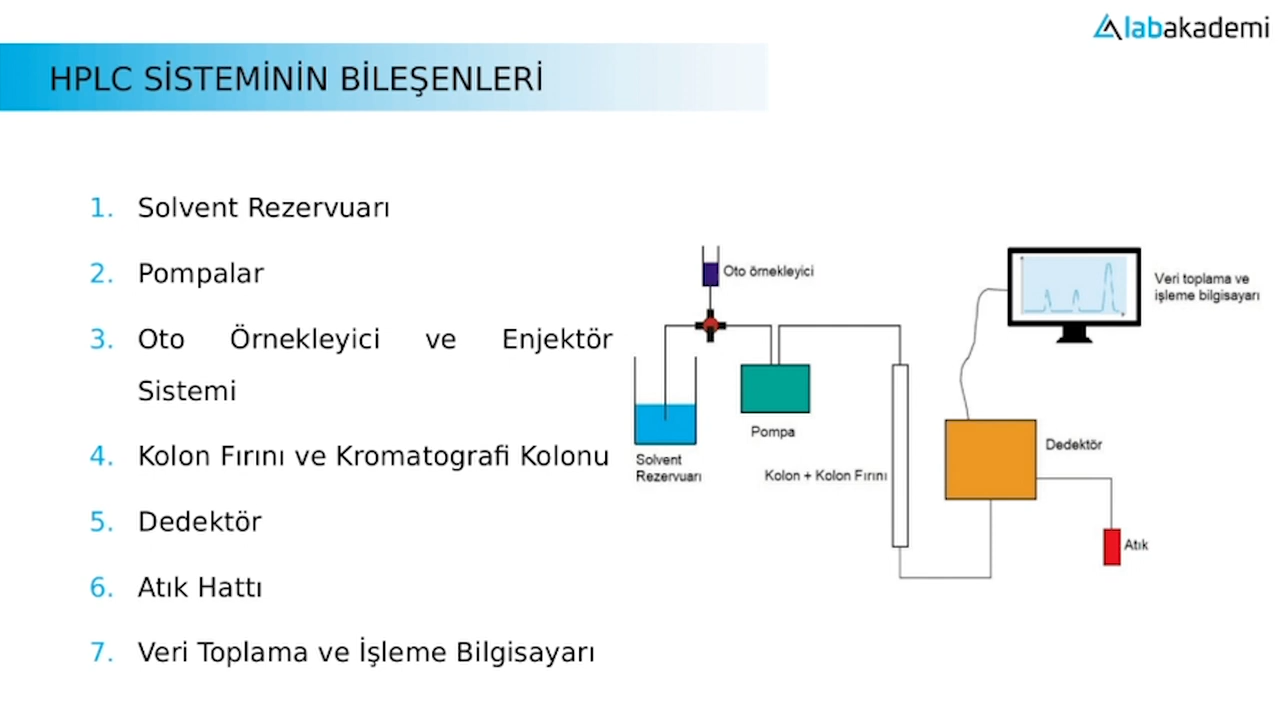 labakademi
HPLC SİSTEMİNİN BİLEŞENLERİ
1. Solvent Rezervuarı
2. Pompalar
3. Oto Örnekleyici ve Enjektör
Sistemi
4. Kolon Fırını ve Kromatografi Kolonu
5. Dedektör
6. Atık Hattı
7. Veri Toplama ve İşleme Bilgisayarı
Oto örnekleyici
Veri toplama ve
işleme bilgisayarı
Pompa
Solvent
Rezervuarı
Kolon + Kolon Fırını
Dedektör
Atık